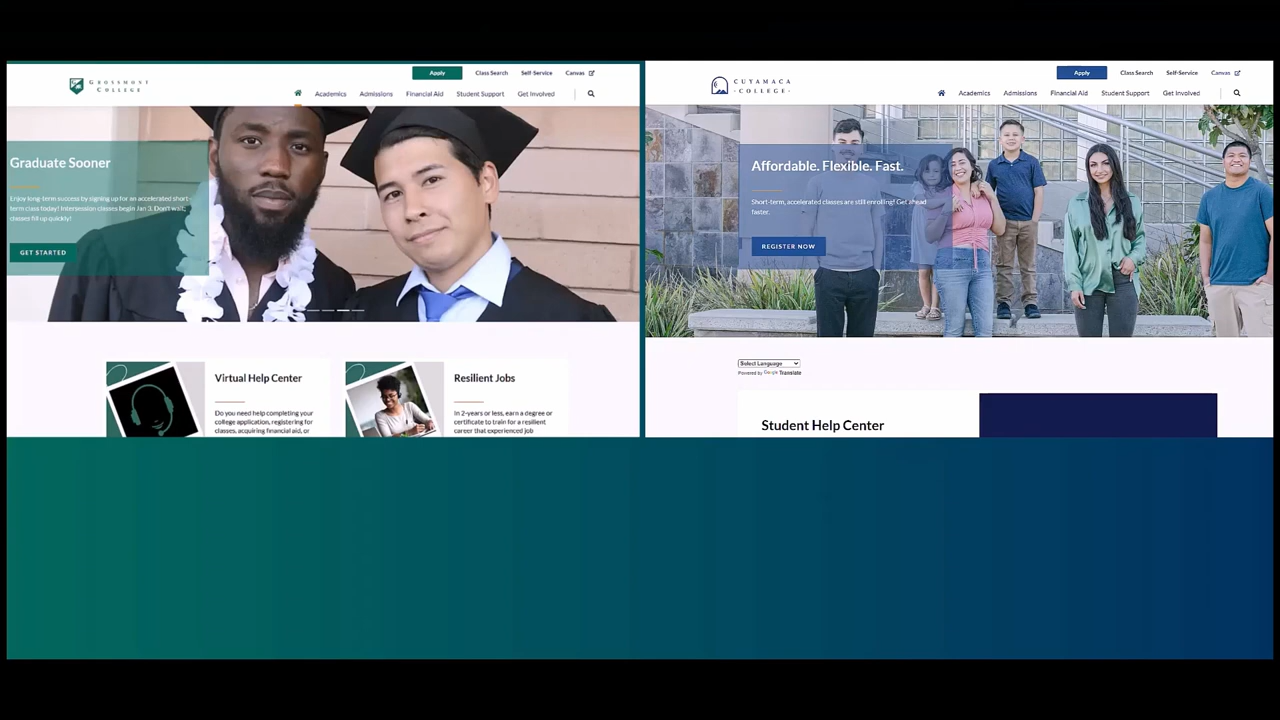 GROSSMONT
COLLEGE
Apply
Class Search
Self-Service
Canvas
Academics
Admissions
Financial Aid
Student Support
Get Involved
Graduate Sooner
Enjoy long-term success by signing up for an accelerated short-
term class today! Intersession classes begin Jan 3. Don't wait,
classes fill up quickly!
GET STARTED
Virtual Help Center
Do you need help completing your
college application, registering for
classes, acquiring financial aid, or
Resilient Jobs
In 2-years or less, earn a degree or
certificate to train for a resilient
career that experienced job
CUYAMACA
-COLLEGE-
Apply
Class Search
Self-Service
Canvas
Academics
Admissions
Financial Aid
Student Support
Get Involved
Affordable. Flexible. Fast.
Short-term, accelerated classes are still enrolling! Get ahead
faster.
REGISTER NOW
Select Language
Powered by Google Translate
Student Help Center